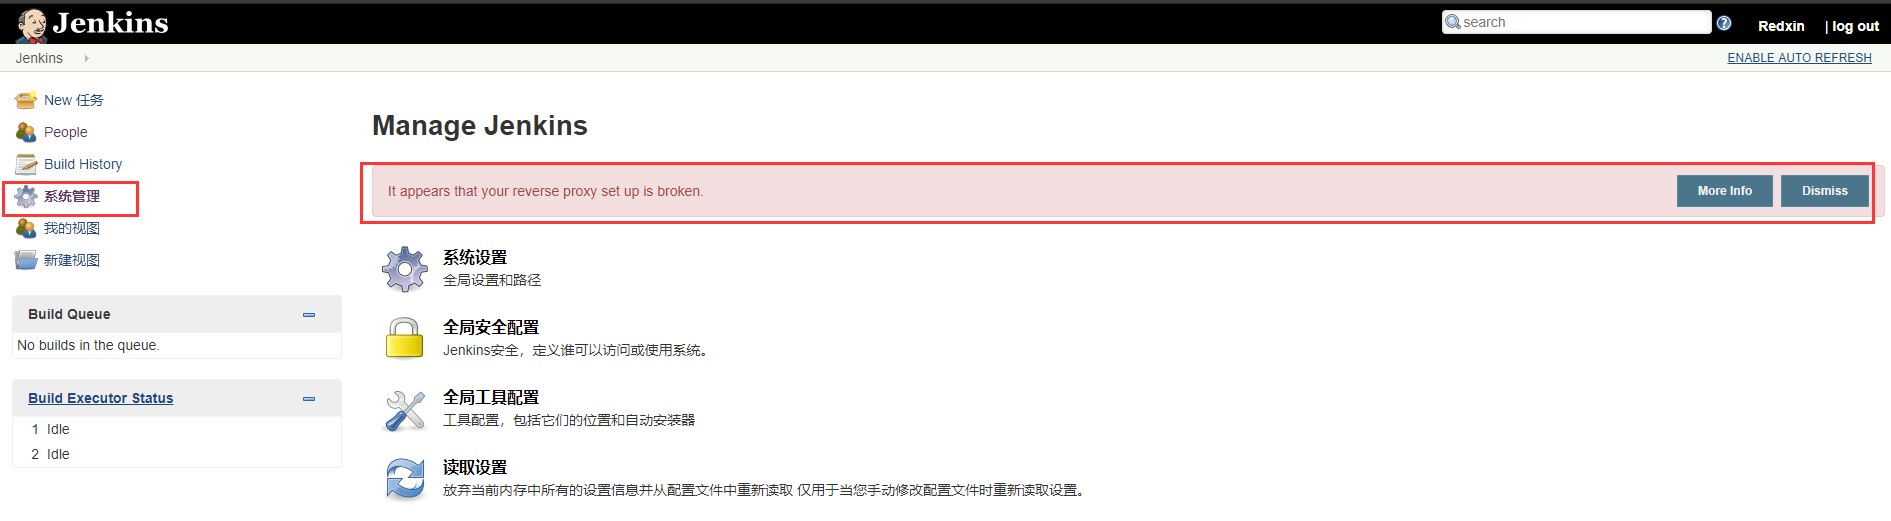 Jenkins
search
?
Redxin
| log out
Jenkins
ENABLE AUTO REFRESH
New 任务
People
Build History
系统管理
我的视图
新建视图
Build Queue
No builds in the queue.
Build Executor Status
1 Idle
2 Idle
Manage Jenkins
It appears that your reverse proxy set up is broken.
More Info
Dismiss
系统设置
全局设置和路径
全局安全配置
Jenkins安全，定义谁可以访问或使用系统。
全局工具配置
工具配置，包括它们的位置和自动安装器
读取设置
放弃当前内存中所有的设置信息并从配置文件中重新读取 仅用于当您手动修改配置文件时重新读取设置。